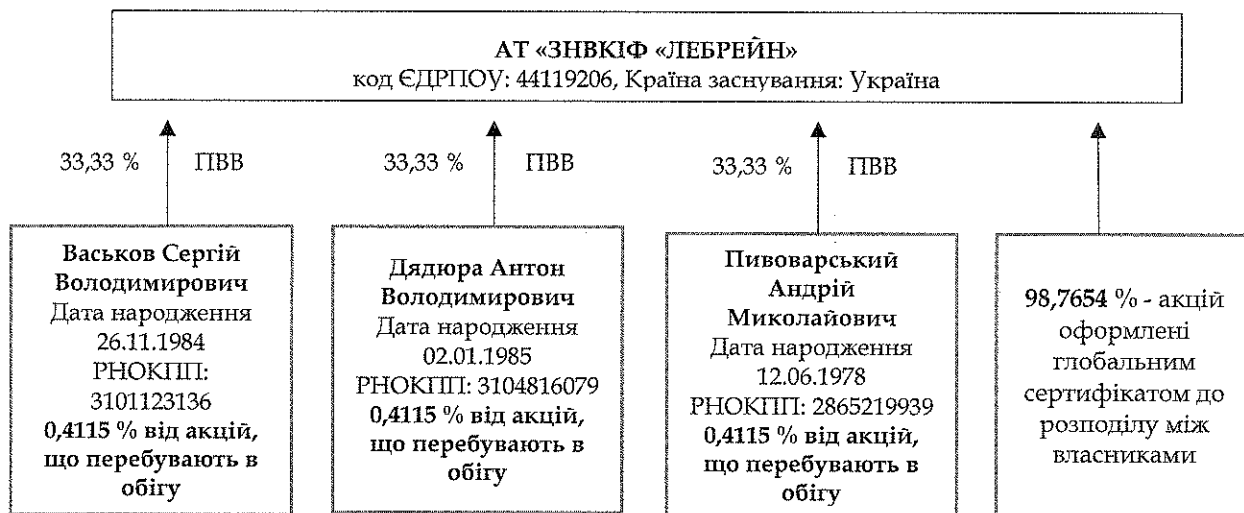 АТ «ЗНВКІФ «ЛЕБРЕЙН»
код ЄДРПОУ: 44119206, Країна заснування: Україна
33,33 % ПВВ
33,33 % ПВВ
33,33 % ПВВ
Васьков Сергій
Володимирович
Дата народження
26.11.1984
РНОКПП:
3101123136
0,4115 % від акцій,
що перебувають в
обігу
Дядюра Антон
Володимирович
Дата народження
02.01.1985
РНОКПП: 3104816079
0,4115 % від акцій,
що перебувають в
обігу
Пивоварський
Андрій
Миколайович
Дата народження
12.06.1978
РНОКПП: 2865219939
0,4115 % від акцій,
що перебувають в
обігу
98,7654 % - акцій
оформлені
глобальним
сертифікатом до
розподілу між
власниками